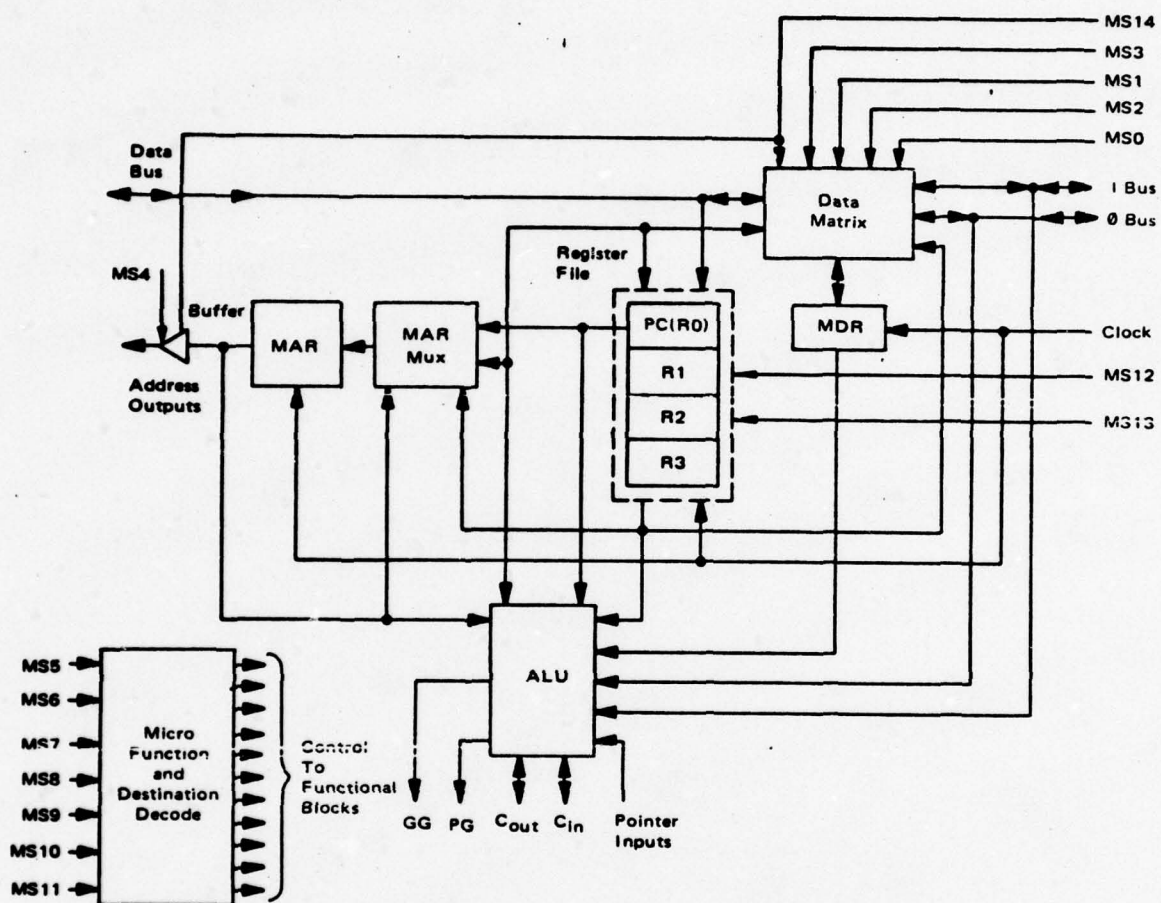 MS14
MS3
MS1
MS2
MS0
Data
Bus
Data
Matrix
I Bus
Ø Bus
Register
File
MS4
Buffer
MAR
MAR
Mux
PC(R0)
R1
R2
R3
MDR
Clock
MS12
MS13
Address
Outputs
ALU
MS5
MS6
MS7
MS8
MS9
MS10
MS11
Micro
Function
and
Destination
Decode
Control
To
Functional
Blocks
GG
PG
Cout
Cin
Pointer
Inputs